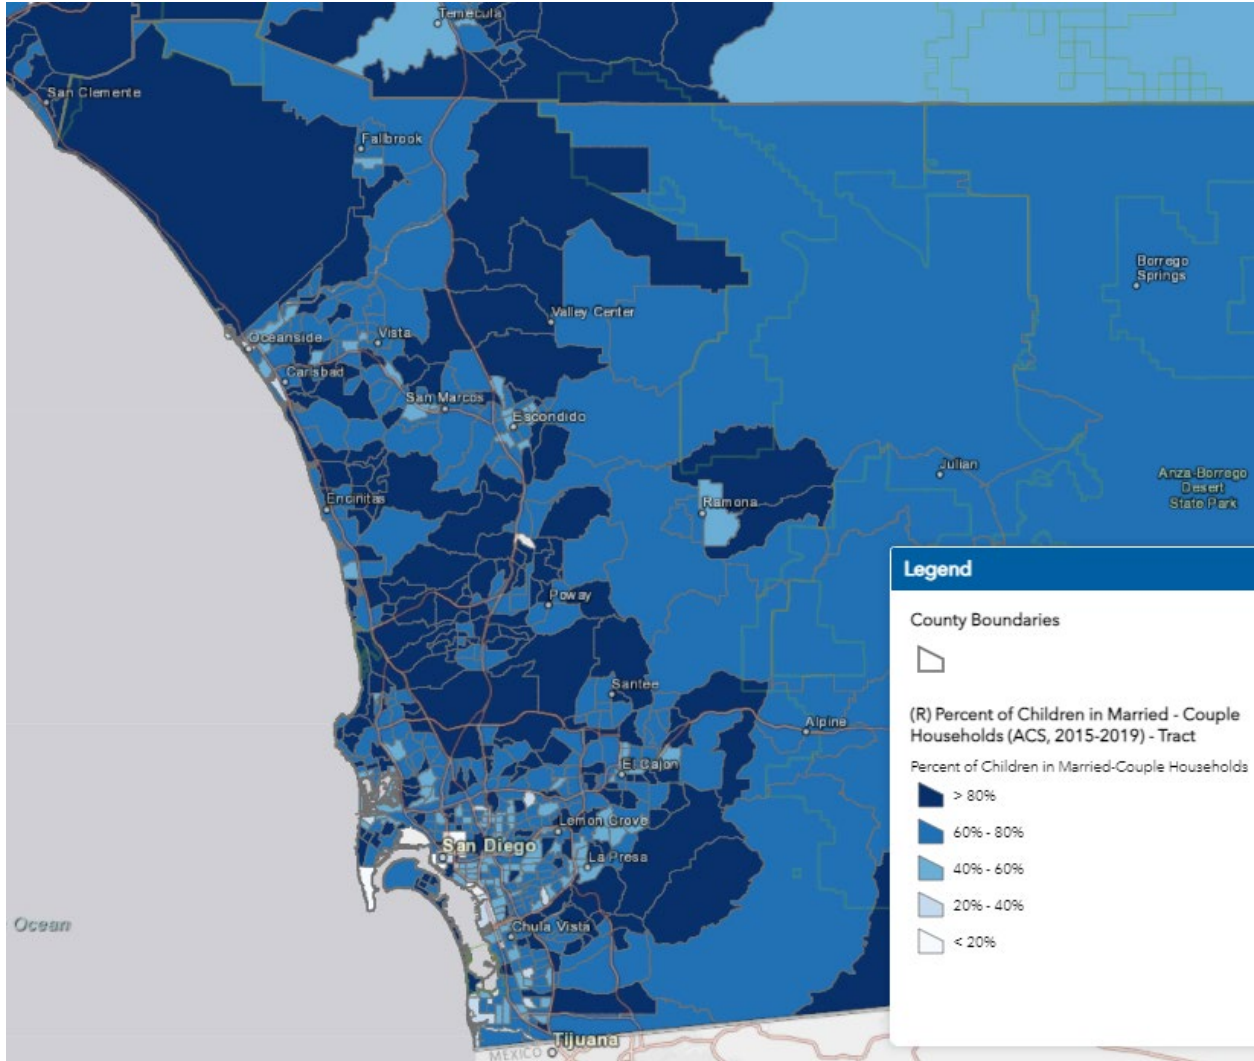 Temecula
San Clemente
Fallbrook
Borrego
Springs
Valley Center
Oceanside
Vista
Carlsbad
San Marcos
Escondido
Julian
Anza-Borrego
Desert
State Park
Encinitas
Ramona
Poway
Santee
Alpine
El Cajon
Lemon Grove
San Diego
La Presa
Ocean
Chula Vista
Tijuana
MEXICO
Legend
County Boundaries
(R) Percent of Children in Married - Couple
Households (ACS, 2015-2019) - Tract
Percent of Children in Married-Couple Households
> 80%
60% - 80%
40% - 60%
20% - 40%
< 20%